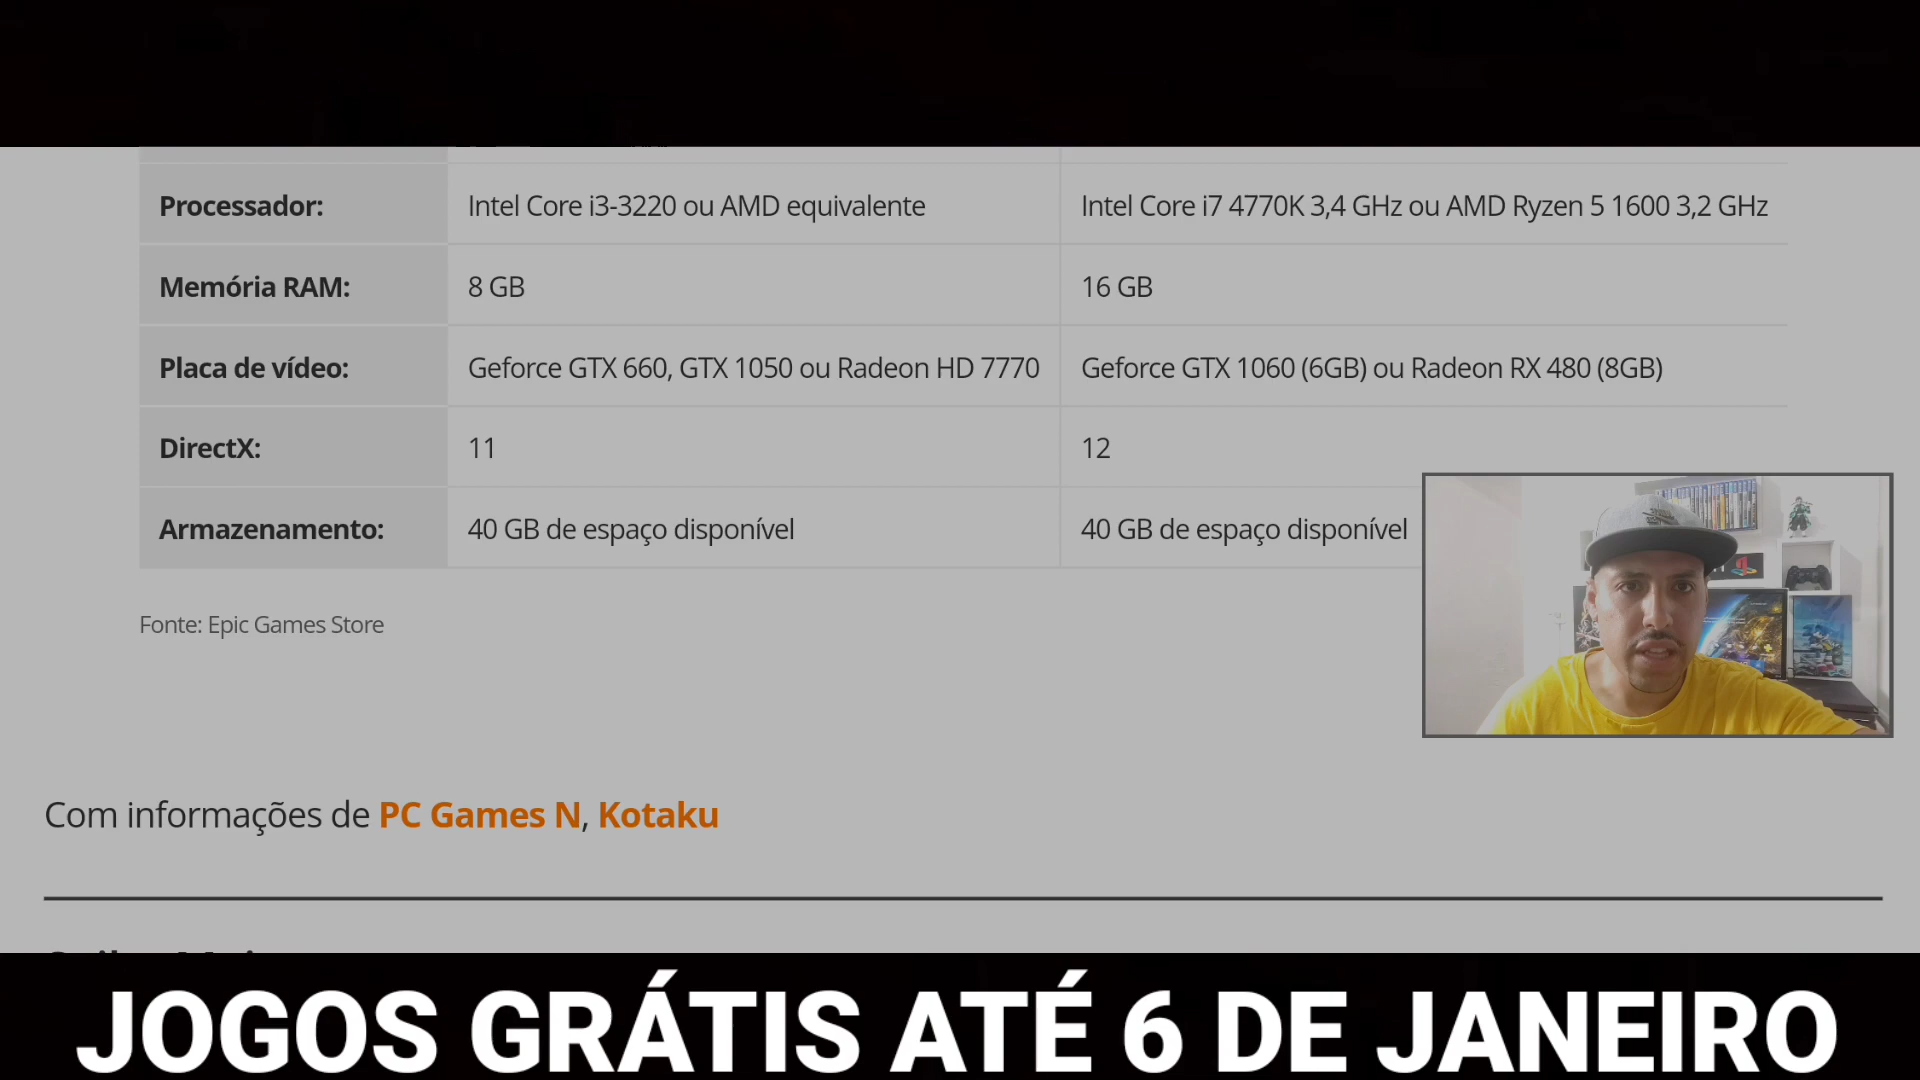 Processador: Intel Core i3-3220 ou AMD equivalente Intel Core i7 4770K 3,4 GHz ou AMD Ryzen 5 1600 3,2 GHz
Memória RAM: 8 GB 16 GB
Placa de vídeo: Geforce GTX 660, GTX 1050 ou Radeon HD 7770 Geforce GTX 1060 (6GB) ou Radeon RX 480 (8GB)
DirectX: 11 12
Armazenamento: 40 GB de espaço disponível 40 GB de espaço disponível
Fonte: Epic Games Store
Com informações de PC Games N, Kotaku
JOGOS GRÁTIS ATÉ 6 DE JANEIRO